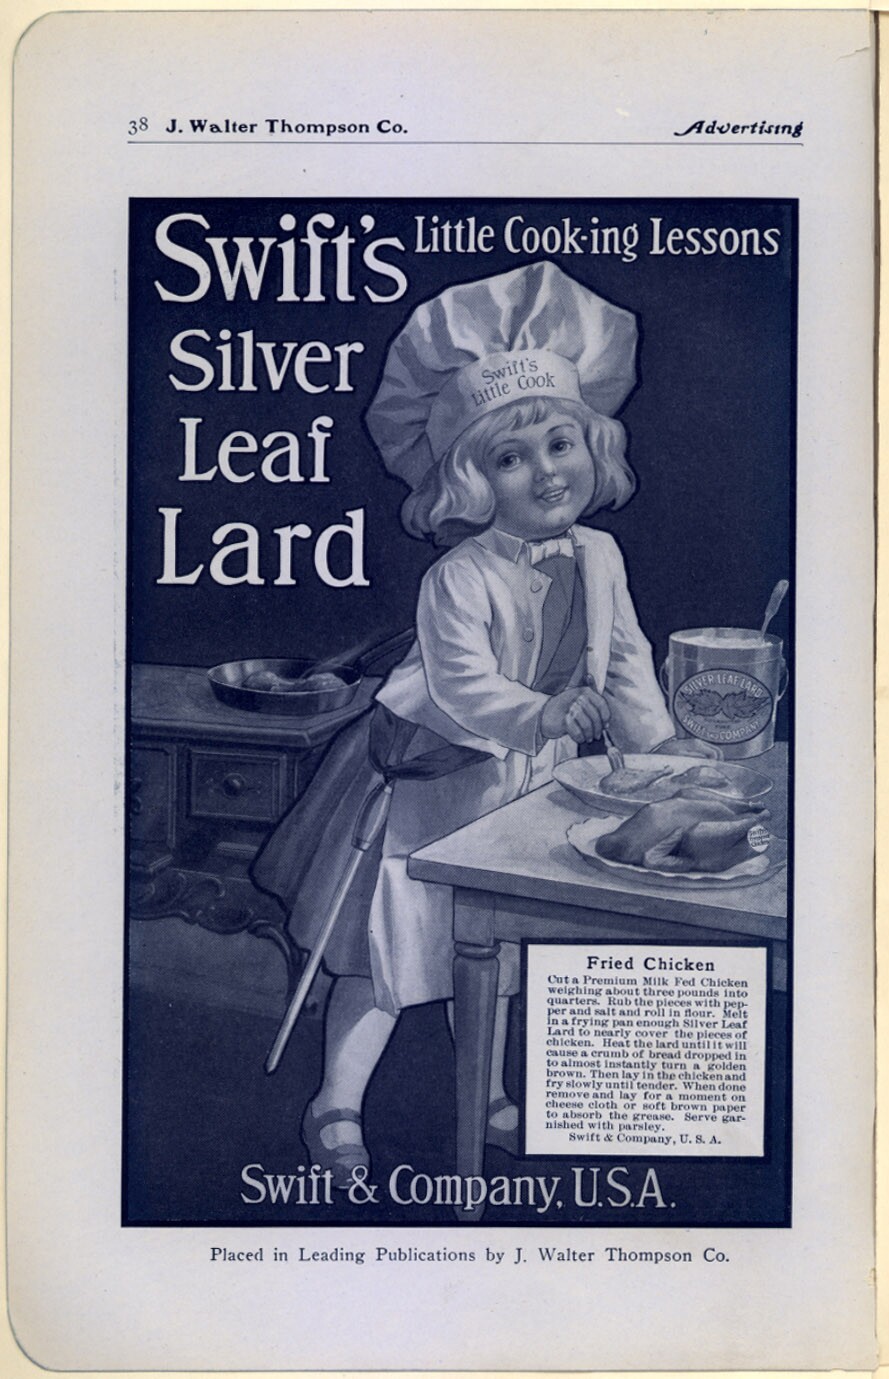 38 J. Walter Thompson Co. Advertising
Swift's Little Cook-ing Lessons
Silver
Leaf
Lard
Swift's
Little Cook
SILVER LEAF LARD
SWIFT AND COMPANY
Fried Chicken
Cut a Premium Milk Fed Chicken
weighing about three pounds into
quarters. Rub the pieces with pep-
per and salt and roll in flour. Melt
in a frying pan enough Silver Leaf
Lard to nearly cover the pieces of
chicken. Heat the lard until it will
cause a crumb of bread dropped in
to almost instantly turn a golden
brown. Then lay in the chicken and
fry slowly until tender. When done
remove and lay for a moment on
cheese cloth or soft brown paper
to absorb the grease. Serve gar-
nished with parsley.
Swift & Company, U. S. A.
Swift & Company, U.S.A.
Placed in Leading Publications by J. Walter Thompson Co.